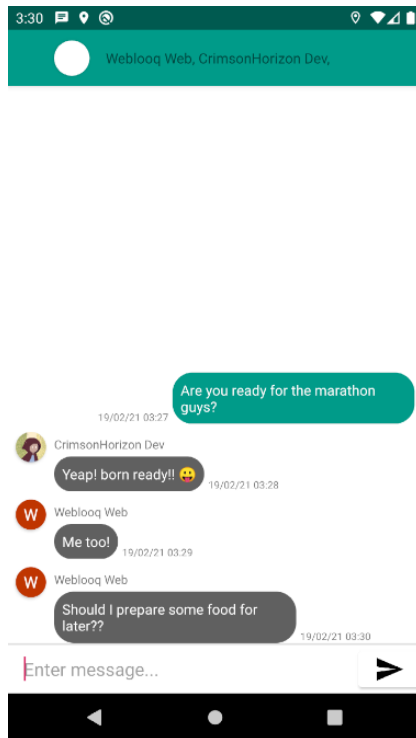 3:30
Weblooq Web, CrimsonHorizon Dev,
Are you ready for the marathon
guys?
19/02/21 03:27
CrimsonHorizon Dev
Yeap! born ready!! 😛
19/02/21 03:28
W
Weblooq Web
Me too!
19/02/21 03:29
W
Weblooq Web
Should I prepare some food for
later??
19/02/21 03:30
Enter message...